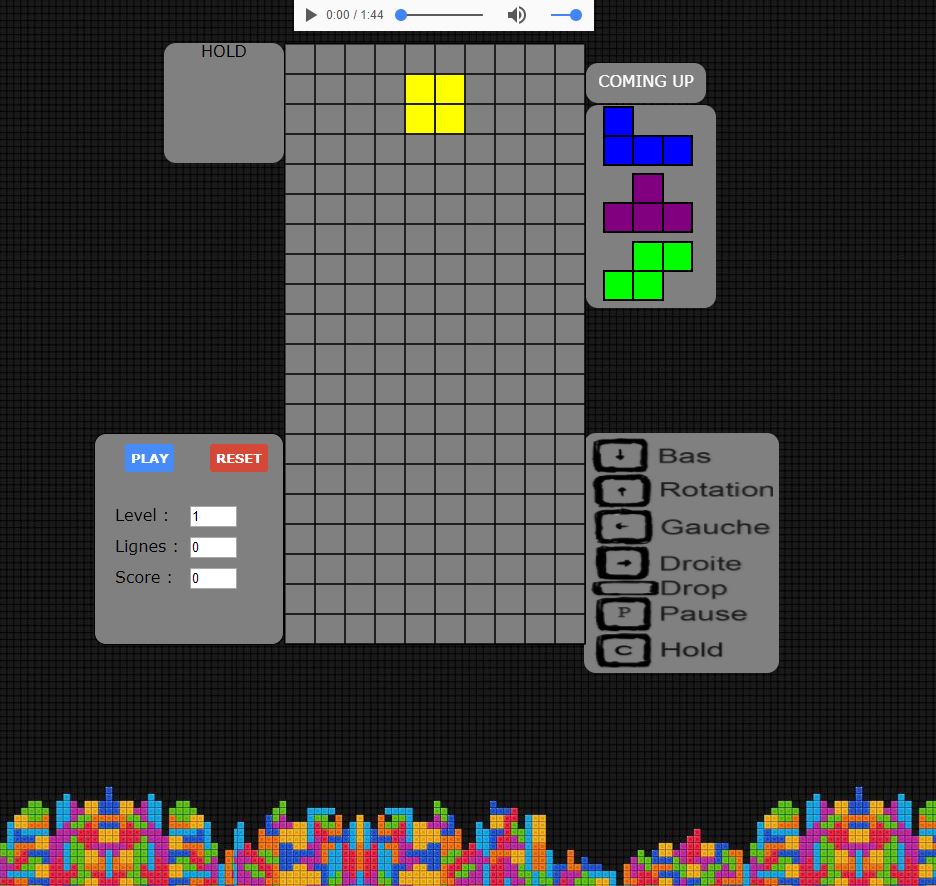 0:00 / 1:44
HOLD
COMING UP
PLAY RESET
Level : 1
Lignes : 0
Score : 0
↓ Bas
↑ Rotation
← Gauche
→ Droite
Drop
P Pause
C Hold